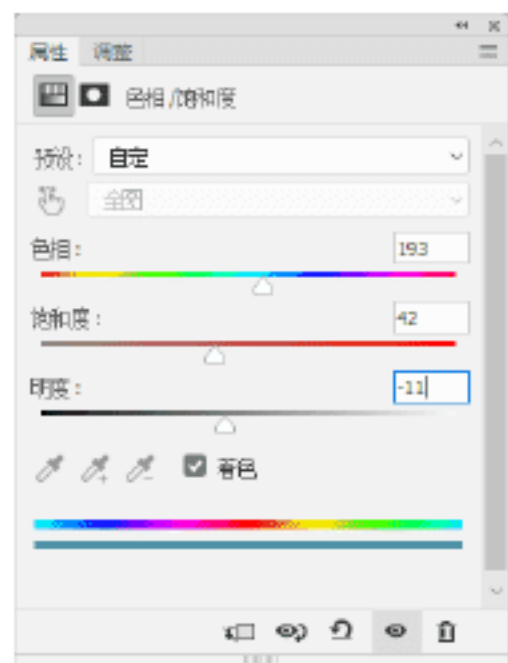 属性 调整
色相/饱和度
预设: 自定
全图
色相: 193
饱和度: 42
明度: -11
着色